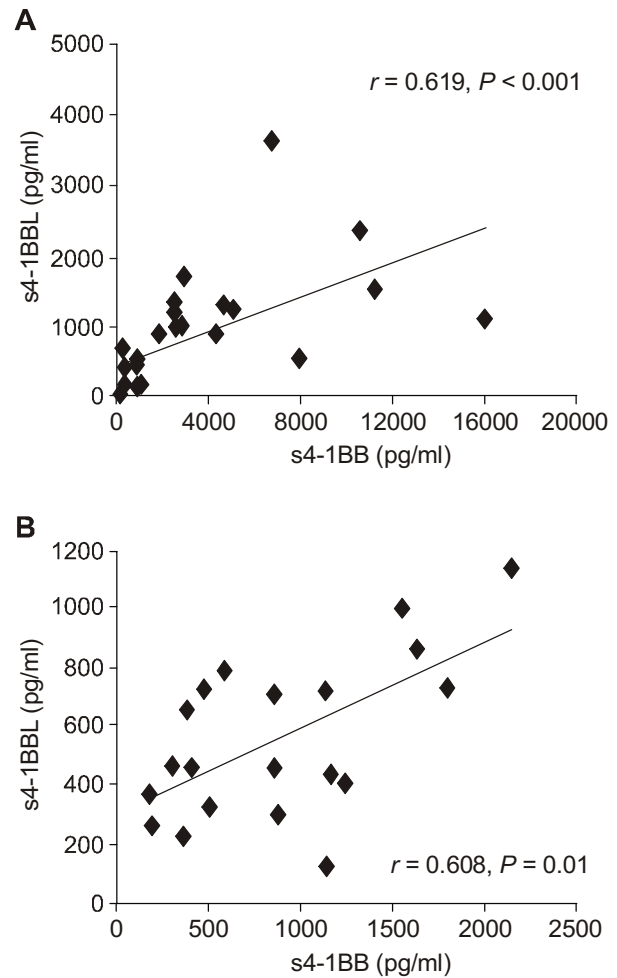 A
5000
4000
3000
2000
1000
0
s4-1BBL (pg/ml)
r = 0.619, P < 0.001
0 4000 8000 12000 16000 20000
s4-1BB (pg/ml)
B
1200
1000
800
600
400
200
0
s4-1BBL (pg/ml)
r = 0.608, P = 0.01
0 500 1000 1500 2000 2500
s4-1BB (pg/ml)